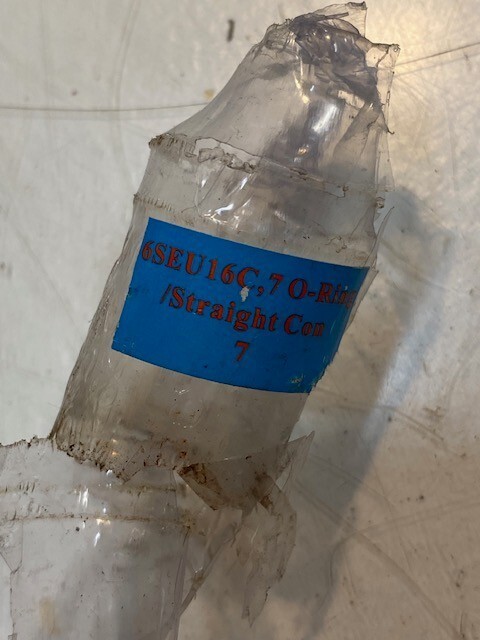 6SEU16C,7 O-Ring
/Straight Con
7